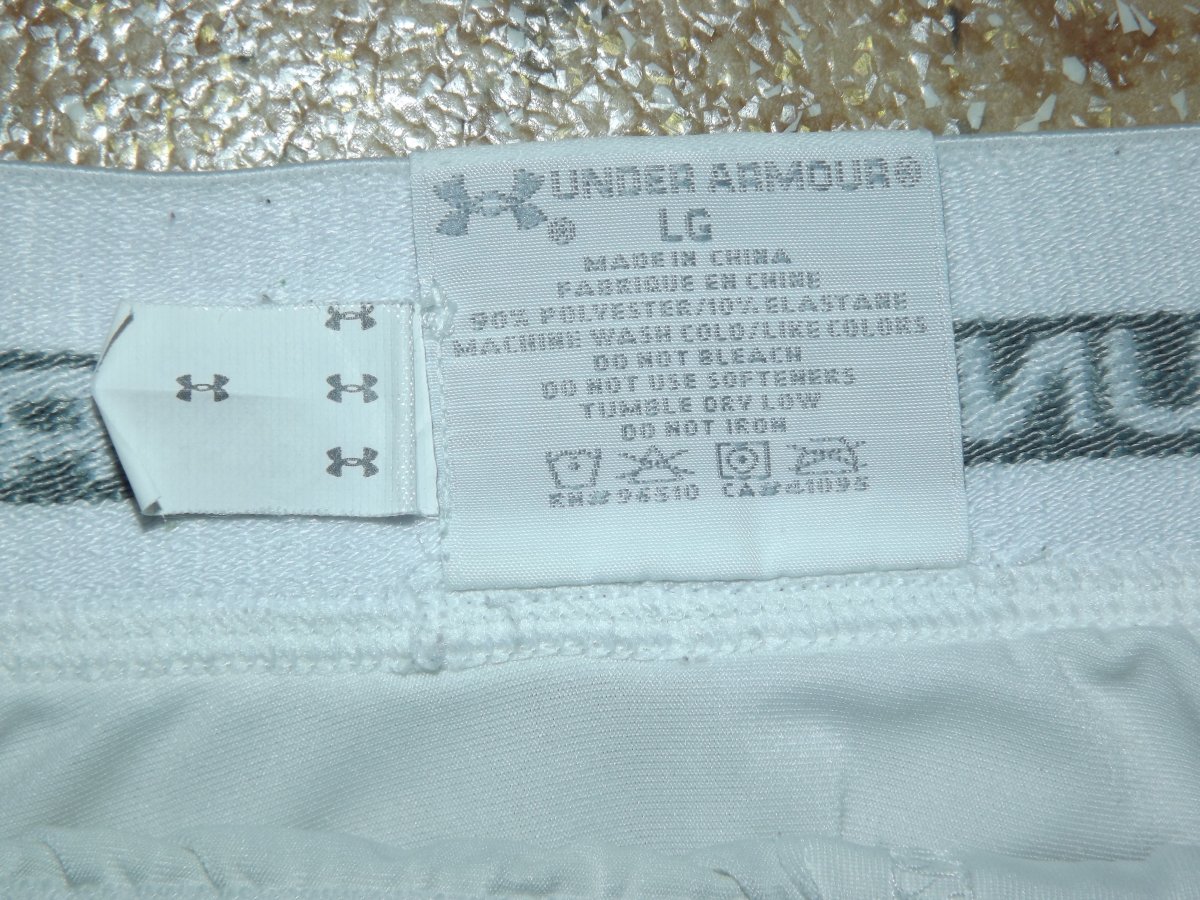 UNDER ARMOUR®
®
LG
MADE IN CHINA
FABRIQUE EN CHINE
90% POLYESTER/10% ELASTANE
MACHINE WASH COLD/LIKE COLORS
DO NOT BLEACH
DO NOT USE SOFTENERS
TUMBLE DRY LOW
DO NOT IRON
RN# 96510 CA# 41095